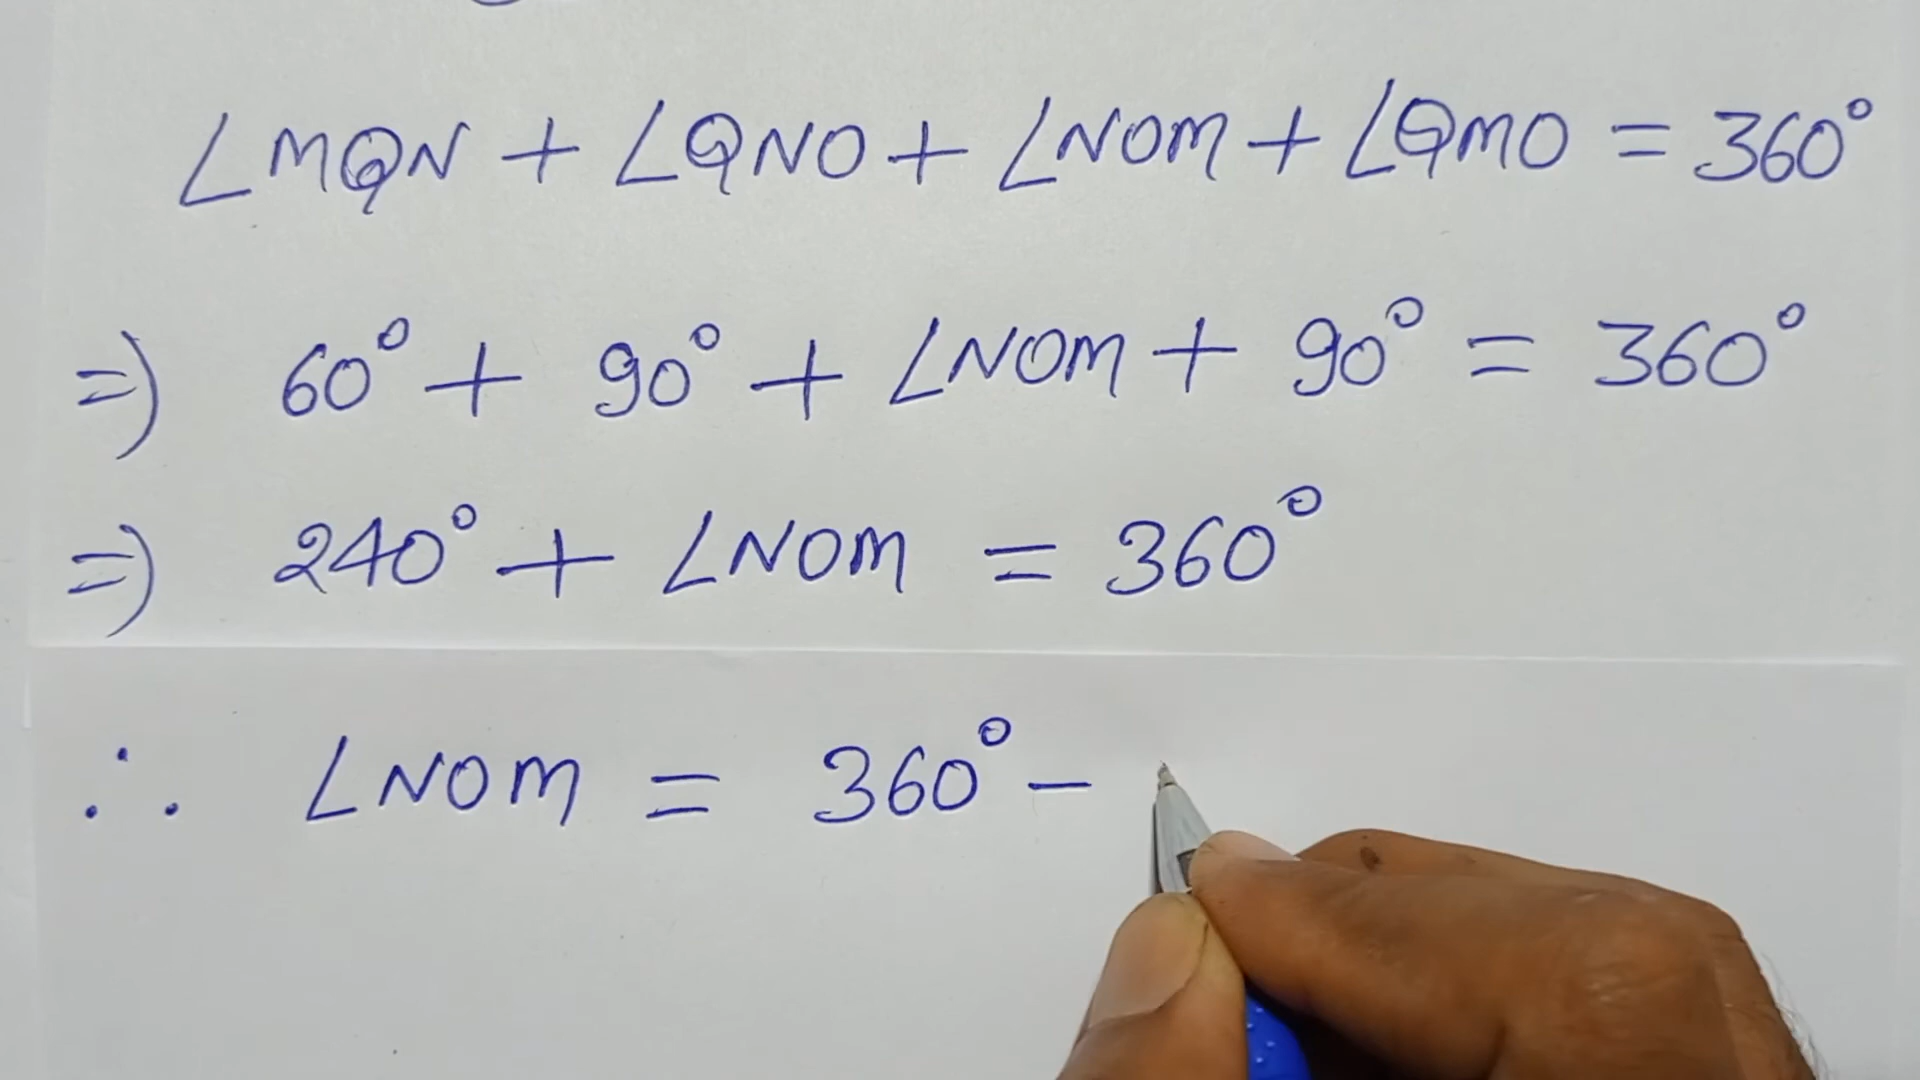 ∠MQN + ∠QNO + ∠NOM + ∠QMO = 360°
⇒ 60° + 90° + ∠NOM + 90° = 360°
⇒ 240° + ∠NOM = 360°
∴ ∠NOM = 360° -